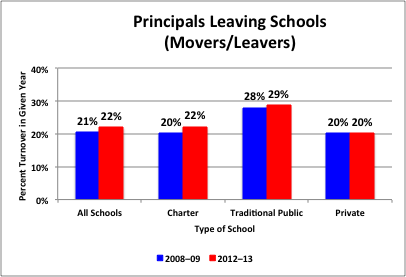 Principals Leaving Schools
(Movers/Leavers)
Percent Turnover in Given Year
40%
30%
20%
10%
0%
21%
22%
20%
22%
28%
29%
20%
20%
All Schools
Charter
Traditional Public
Private
Type of School
2008–09
2012–13